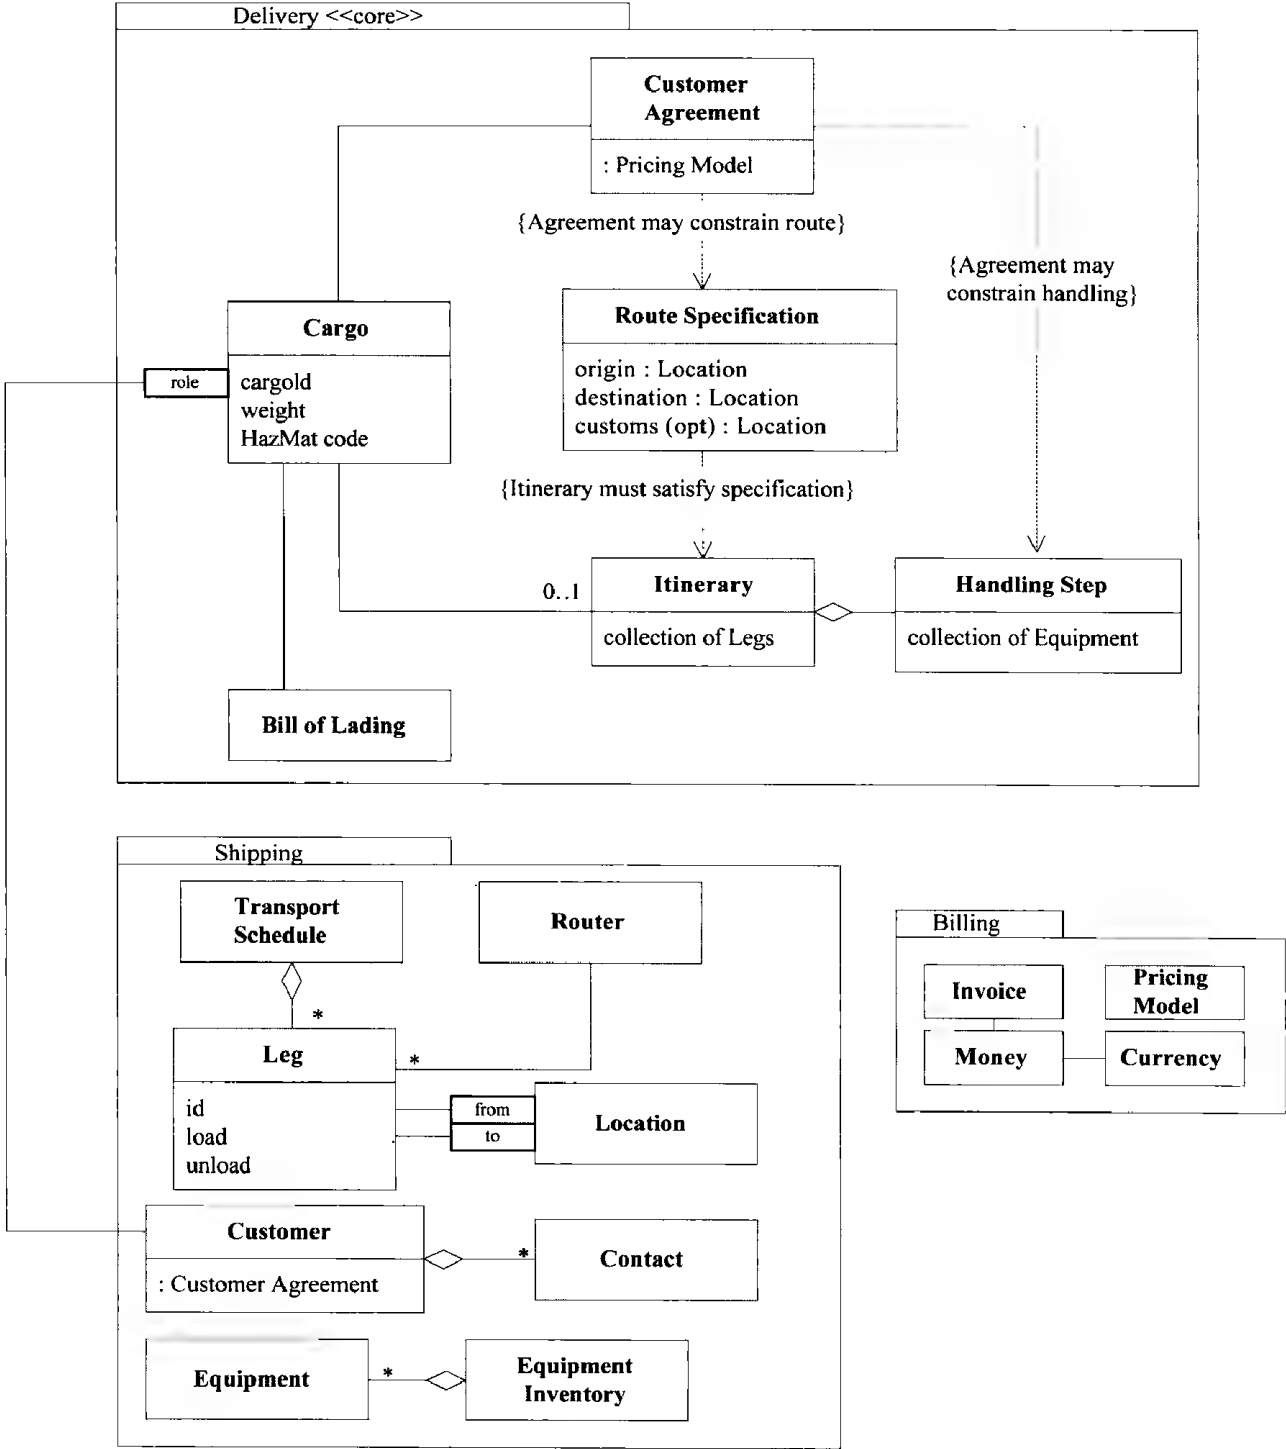 Delivery <<core>>
Customer
Agreement
: Pricing Model
{Agreement may constrain route}
{Agreement may
constrain handling}
Cargo
role
cargoId
weight
HazMat code
Route Specification
origin : Location
destination : Location
customs (opt) : Location
{Itinerary must satisfy specification}
0..1
Itinerary
collection of Legs
Handling Step
collection of Equipment
Bill of Lading
Shipping
Transport
Schedule
Router
*
Leg
*
id
load
unload
from
to
Location
Customer
: Customer Agreement
*
Contact
Equipment
*
Equipment
Inventory
Billing
Invoice
Pricing
Model
Money
Currency